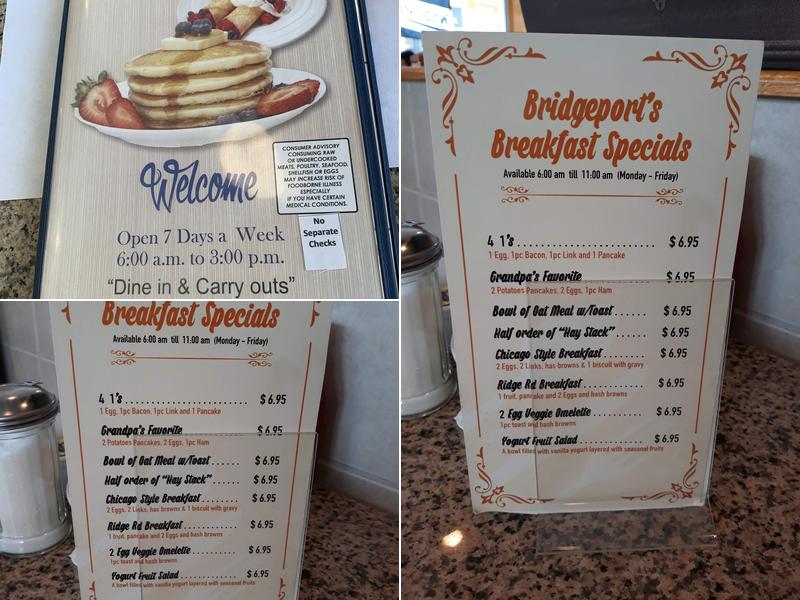 CONSUMER ADVISORY
CONSUMING RAW
OR UNDERCOOKED
MEATS, POULTRY, SEAFOOD,
SHELLFISH OR EGGS
MAY INCREASE RISK OF
FOODBORNE ILLNESS
ESPECIALLY
IF YOU HAVE CERTAIN
MEDICAL CONDITIONS.
Welcome
No
Separate
Checks
Open 7 Days a Week
6:00 a.m. to 3:00 p.m.
"Dine in & Carry outs"
Bridgeport's
Breakfast Specials
Available 6:00 am till 11:00 am (Monday - Friday)
4 1's ........................ $ 6.95
1 Egg, 1pc Bacon, 1pc Link and 1 Pancake
Grandpa's Favorite $ 6.95
2 Potatoes Pancakes, 2 Eggs, 1pc Ham
Bowl of Oat Meal w/Toast ...... $ 6.95
Half order of "Hay Stack" ...... $ 6.95
Chicago Style Breakfast ......... $ 6.95
2 Eggs, 2 Links, has browns & 1 biscuit with gravy
Ridge Rd Breakfast ............ $ 6.95
1 fruit, pancake and 2 Eggs and hash browns
2 Egg Veggie Omelette .......... $ 6.95
1pc toast and hash browns
Yogurt Fruit Salad ............. $ 6.95
A bowl filled with vanilla yogurt layered with seasonal fruits
Breakfast Specials
Available 6:00 am till 11:00 am (Monday - Friday)
4 1's ........................ $ 6.95
1 Egg, 1pc Bacon, 1pc Link and 1 Pancake
Grandpa's Favorite $ 6.95
2 Potatoes Pancakes, 2 Eggs, 1pc Ham
Bowl of Oat Meal w/Toast ...... $ 6.95
Half order of "Hay Stack" ...... $ 6.95
Chicago Style Breakfast ......... $ 6.95
2 Eggs, 2 Links, has browns & 1 biscuit with gravy
Ridge Rd Breakfast ............ $ 6.95
1 fruit, pancake and 2 Eggs and hash browns
2 Egg Veggie Omelette .......... $ 6.95
1pc toast and hash browns
Yogurt Fruit Salad ............. $ 6.95
A bowl filled with vanilla yogurt layered with seasonal fruits